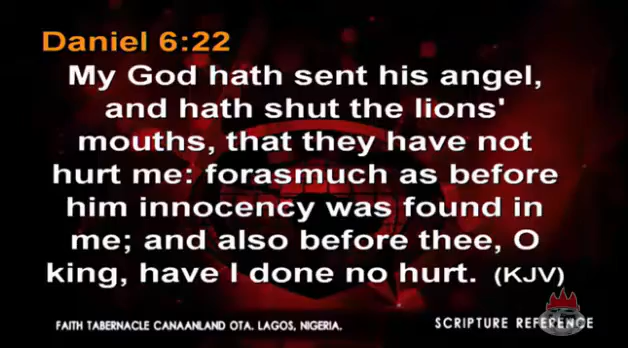 Daniel 6:22
My God hath sent his angel,
and hath shut the lions'
mouths, that they have not
hurt me: forasmuch as before
him innocency was found in
me; and also before thee, O
king, have I done no hurt. (KJV)
FAITH TABERNACLE CANAANLAND OTA. LAGOS, NIGERIA.
SCRIPTURE REFERENCE